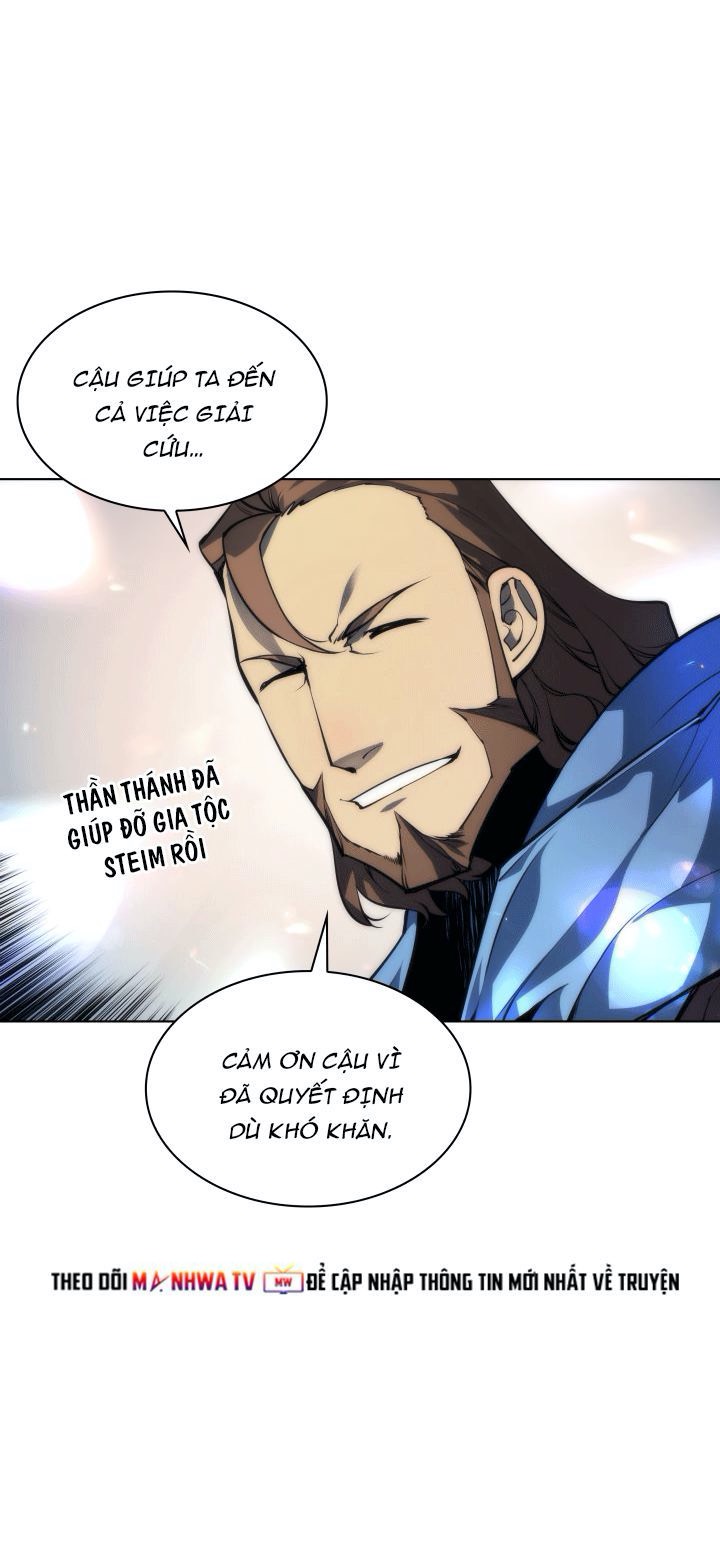 CẬU GIÚP TA ĐẾN
CẢ VIỆC GIẢI
CỨU...
THẦN THÁNH ĐÃ
GIÚP ĐỠ GIA TỘC
STEIM RỒI
CẢM ƠN CẬU VÌ
ĐÃ QUYẾT ĐỊNH
DÙ KHÓ KHĂN.
THEO DÕI MANHWA TV MW ĐỂ CẬP NHẬP THÔNG TIN MỚI NHẤT VỀ TRUYỆN